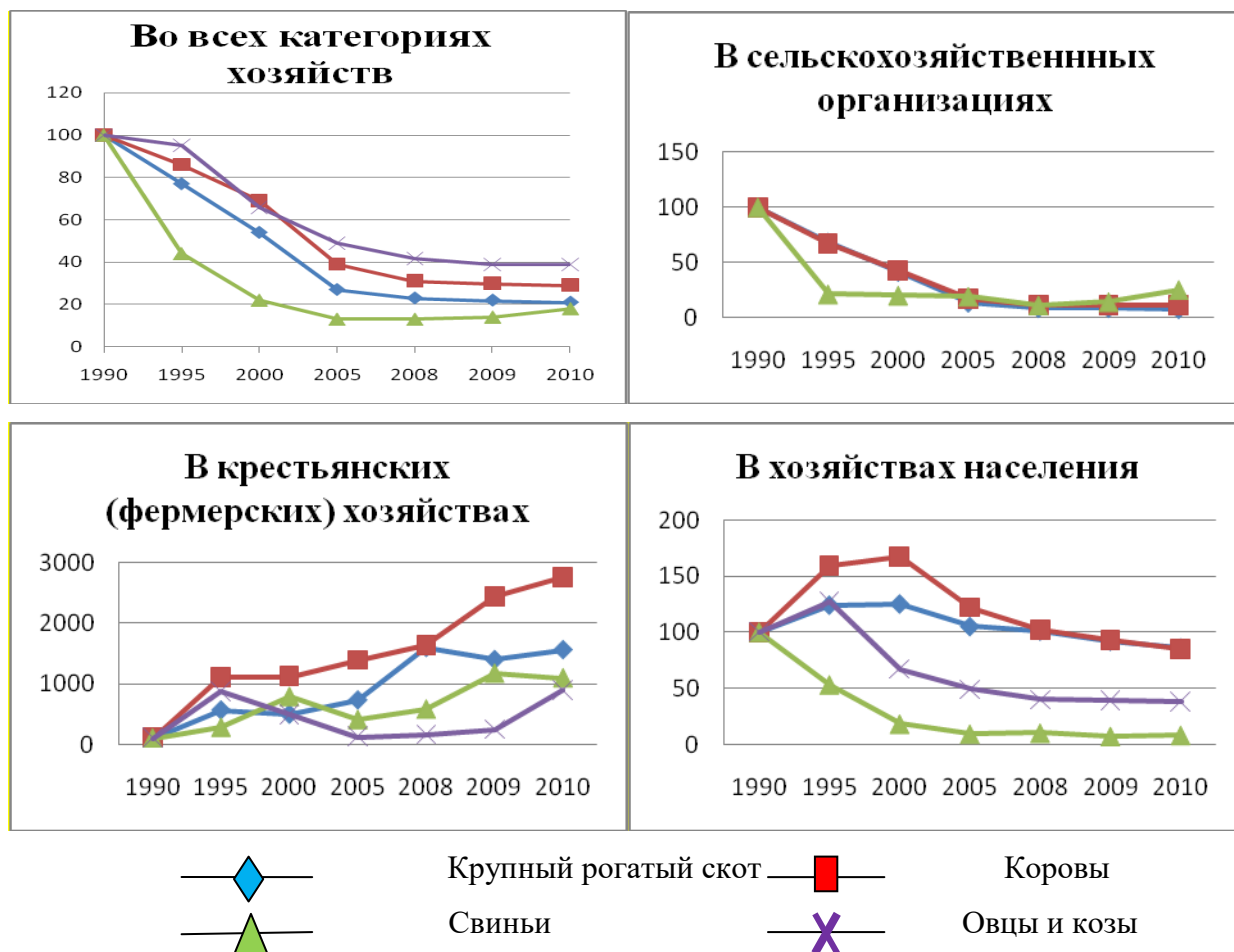 Во всех категориях
хозяйств
120
100
80
60
40
20
0
1990 1995 2000 2005 2008 2009 2010
В сельскохозяйственнных
организациях
150
100
50
0
1990 1995 2000 2005 2008 2009 2010
В крестьянских
(фермерских) хозяйствах
3000
2000
1000
0
1990 1995 2000 2005 2008 2009 2010
В хозяйствах населения
200
150
100
50
0
1990 1995 2000 2005 2008 2009 2010
Крупный рогатый скот Коровы
Свиньи Овцы и козы